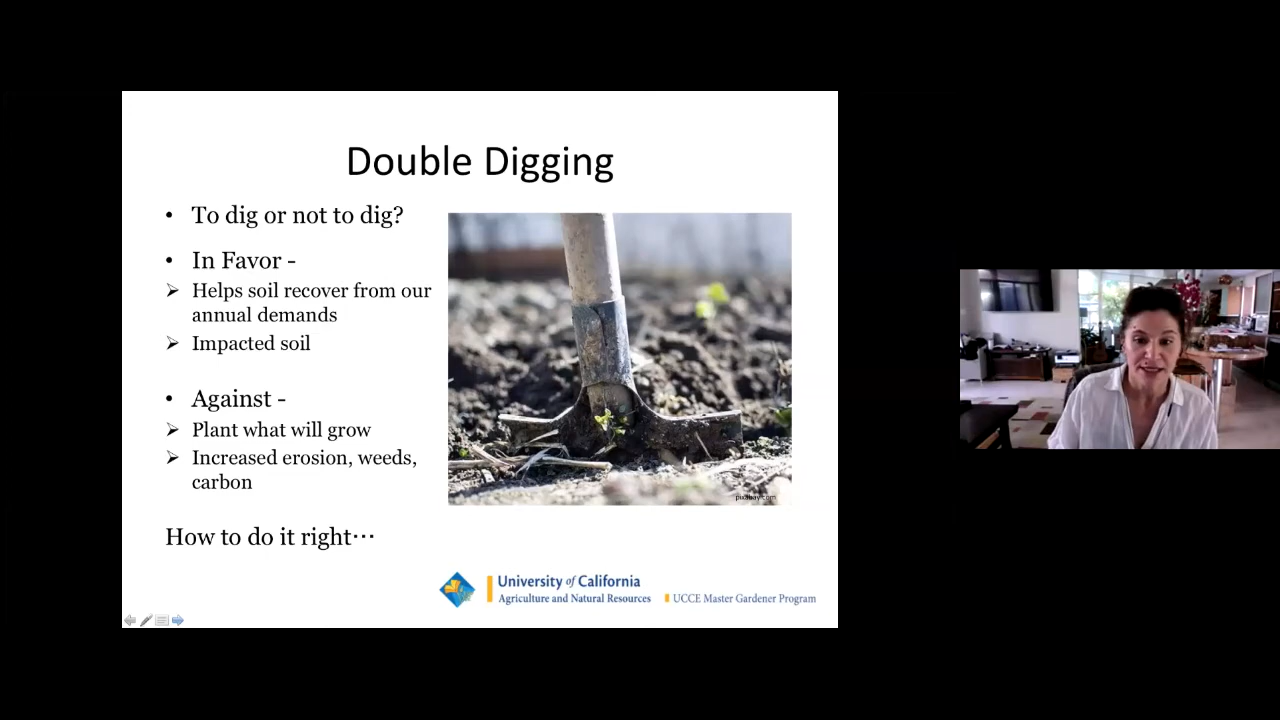 Double Digging
• To dig or not to dig?
• In Favor -
➢ Helps soil recover from our
annual demands
➢ Impacted soil
• Against -
➢ Plant what will grow
➢ Increased erosion, weeds,
carbon
How to do it right…
pixabay.com
University of California
Agriculture and Natural Resources
UCCE Master Gardener Program